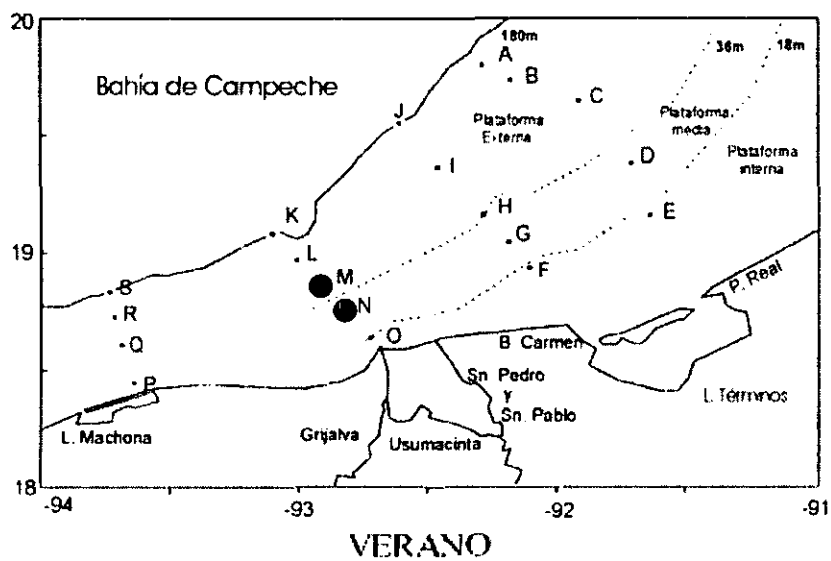 20
180m
A
36m
18m
Bahía de Campeche
B
C
J
Plataforma
Externa
Plataforma
media
Plataforma
interna
I
D
H
E
K
G
19
L
F
M
S
N
P. Real
R
O
Q
B Carmen
P
Sn. Pedro
y
Sn. Pablo
L. Términos
L. Machona
Grijalva
Usumacinta
18
-94
-93
-92
-91
VERANO